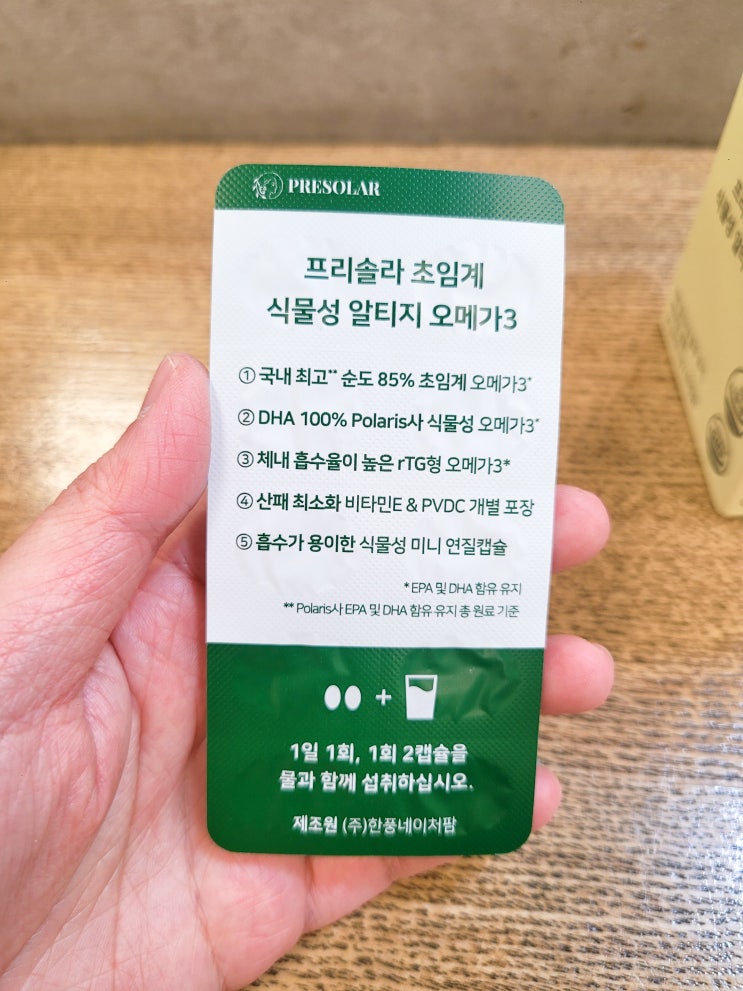 PRESOLAR
프리솔라 초임계
식물성 알티지 오메가3
① 국내 최고** 순도 85% 초임계 오메가3*
② DHA 100% Polaris사 식물성 오메가3*
③ 체내 흡수율이 높은 rTG형 오메가3*
④ 산패 최소화 비타민E & PVDC 개별 포장
⑤ 흡수가 용이한 식물성 미니 연질캡슐
* EPA 및 DHA 함유 유지
** Polaris사 EPA 및 DHA 함유 유지 총 원료 기준
+
1일 1회, 1회 2캡슐을
물과 함께 섭취하십시오.
제조원 (주)한풍네이처팜